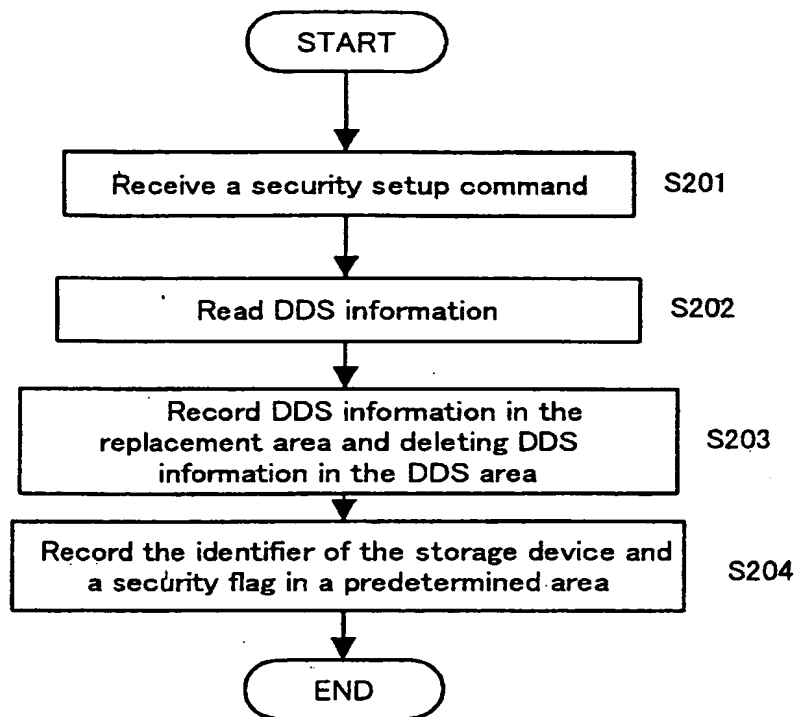 START
Receive a security setup command
S201
Read DDS information
S202
Record DDS information in the
replacement area and deleting DDS
information in the DDS area
S203
Record the identifier of the storage device and
a security flag in a predetermined area
S204
END